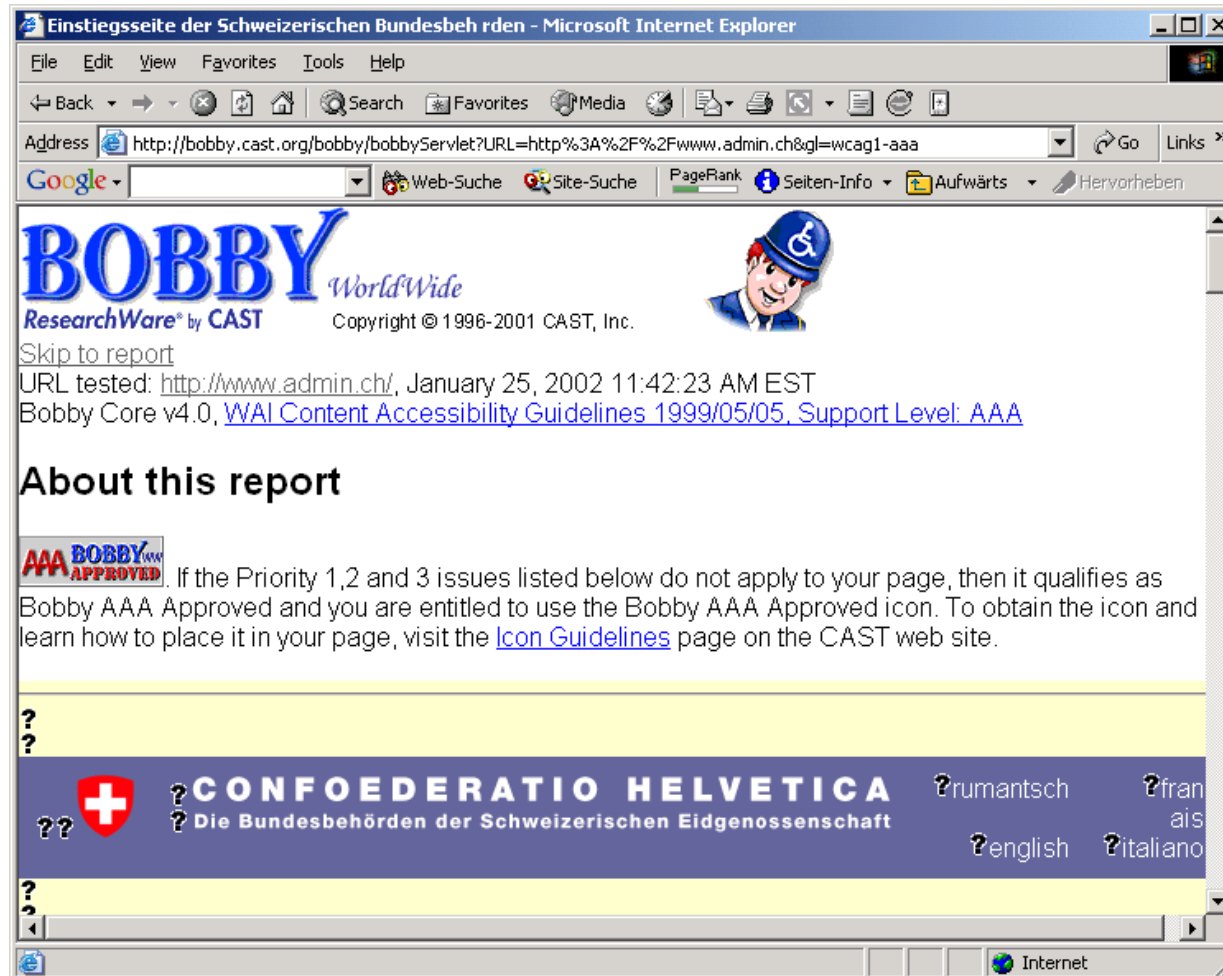 Einstiegsseite der Schweizerischen Bundesbeh rden - Microsoft Internet Explorer
File Edit View Favorites Tools Help
Back Search Favorites Media
Address http://bobby.cast.org/bobby/bobbyServlet?URL=http%3A%2F%2Fwww.admin.ch&gl=wcag1-aaa Go Links »
Google Web-Suche Site-Suche PageRank Seiten-Info Aufwärts Hervorheben
BOBBY WorldWide
ResearchWare® by CAST Copyright © 1996-2001 CAST, Inc.
Skip to report
URL tested: http://www.admin.ch/, January 25, 2002 11:42:23 AM EST
Bobby Core v4.0, WAI Content Accessibility Guidelines 1999/05/05, Support Level: AAA
About this report
AAA BOBBY www APPROVED . If the Priority 1,2 and 3 issues listed below do not apply to your page, then it qualifies as
Bobby AAA Approved and you are entitled to use the Bobby AAA Approved icon. To obtain the icon and
learn how to place it in your page, visit the Icon Guidelines page on the CAST web site.
?
?
? CONFOEDERATIO HELVETICA ?rumantsch ?fran
ais
?? ? Die Bundesbehörden der Schweizerischen Eidgenossenschaft
?english ?italiano
?
?
Internet